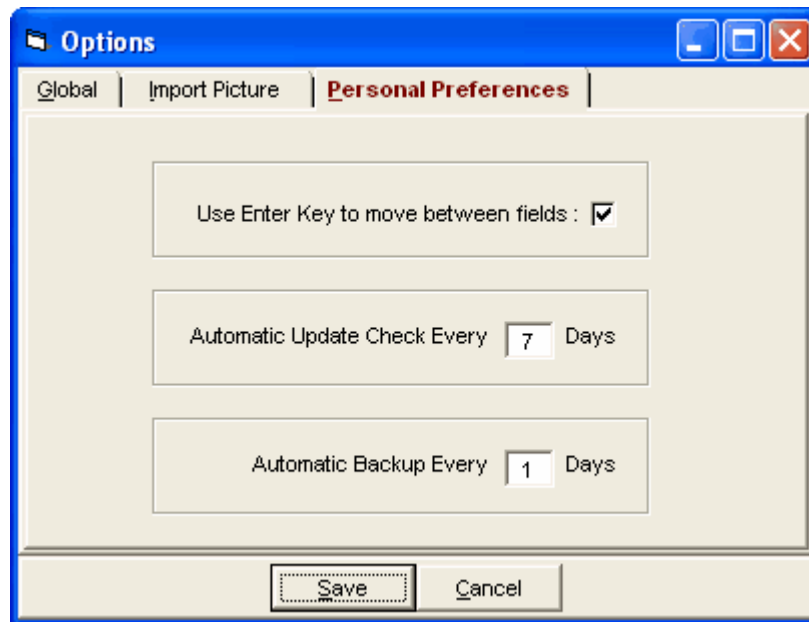 Options
Global Import Picture Personal Preferences
Use Enter Key to move between fields :
Automatic Update Check Every 7 Days
Automatic Backup Every 1 Days
Save Cancel